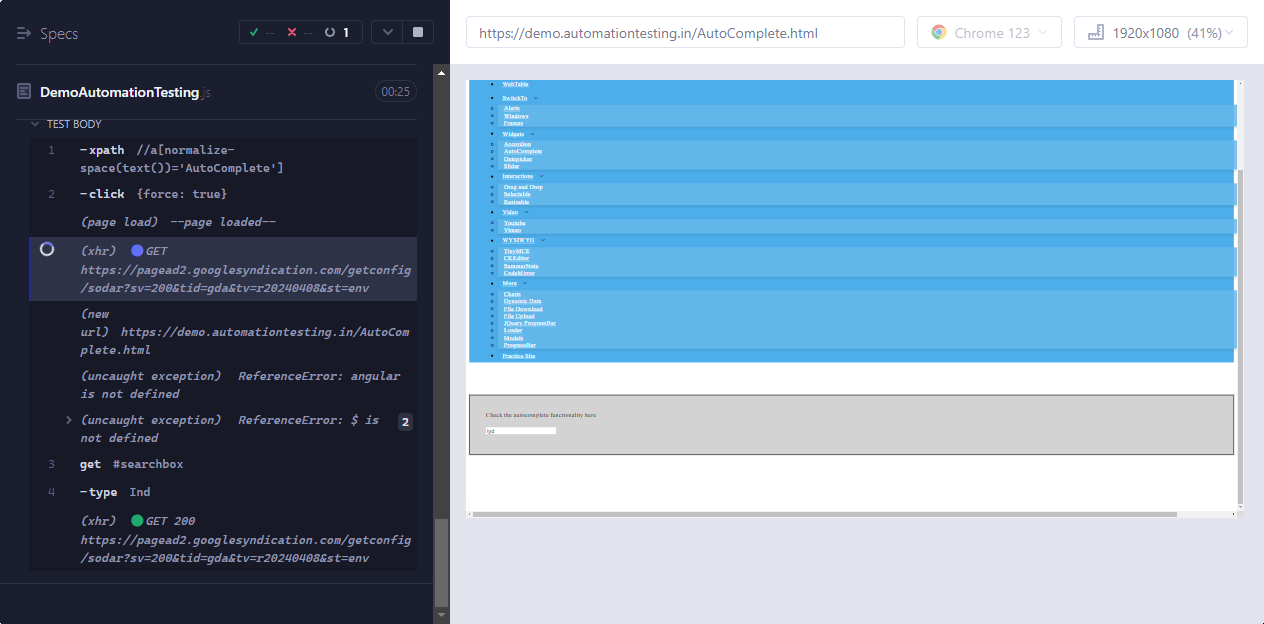 Specs
-- -- 1
DemoAutomationTesting.js
00:25
TEST BODY
1 -xpath //a[normalize-
space(text())='AutoComplete']
2 -click {force: true}
(page load) --page loaded--
(xhr) GET
https://pagead2.googlesyndication.com/getconfig
/sodar?sv=200&tid=gda&tv=r20240408&st=env
(new
url) https://demo.automationtesting.in/AutoCom
plete.html
(uncaught exception) ReferenceError: angular
is not defined
(uncaught exception) ReferenceError: $ is
not defined
2
3 get #searchbox
4 -type Ind
(xhr) GET 200
https://pagead2.googlesyndication.com/getconfig
/sodar?sv=200&tid=gda&tv=r20240408&st=env
https://demo.automationtesting.in/AutoComplete.html
Chrome 123
1920x1080 (41%)
WebTable
SwitchTo
Alerts
Windows
Frames
Widgets
Accordion
AutoComplete
Datepicker
Slider
Interactions
Drag and Drop
Selectable
Resizable
Video
Youtube
Vimeo
WYSIWYG
TinyMCE
CKEditor
SummerNote
CodeMirror
More
Charts
Dynamic Data
File Download
File Upload
JQuery ProgressBar
Loader
Modals
ProgressBar
Practice Site
Check the autocomplete functionality here